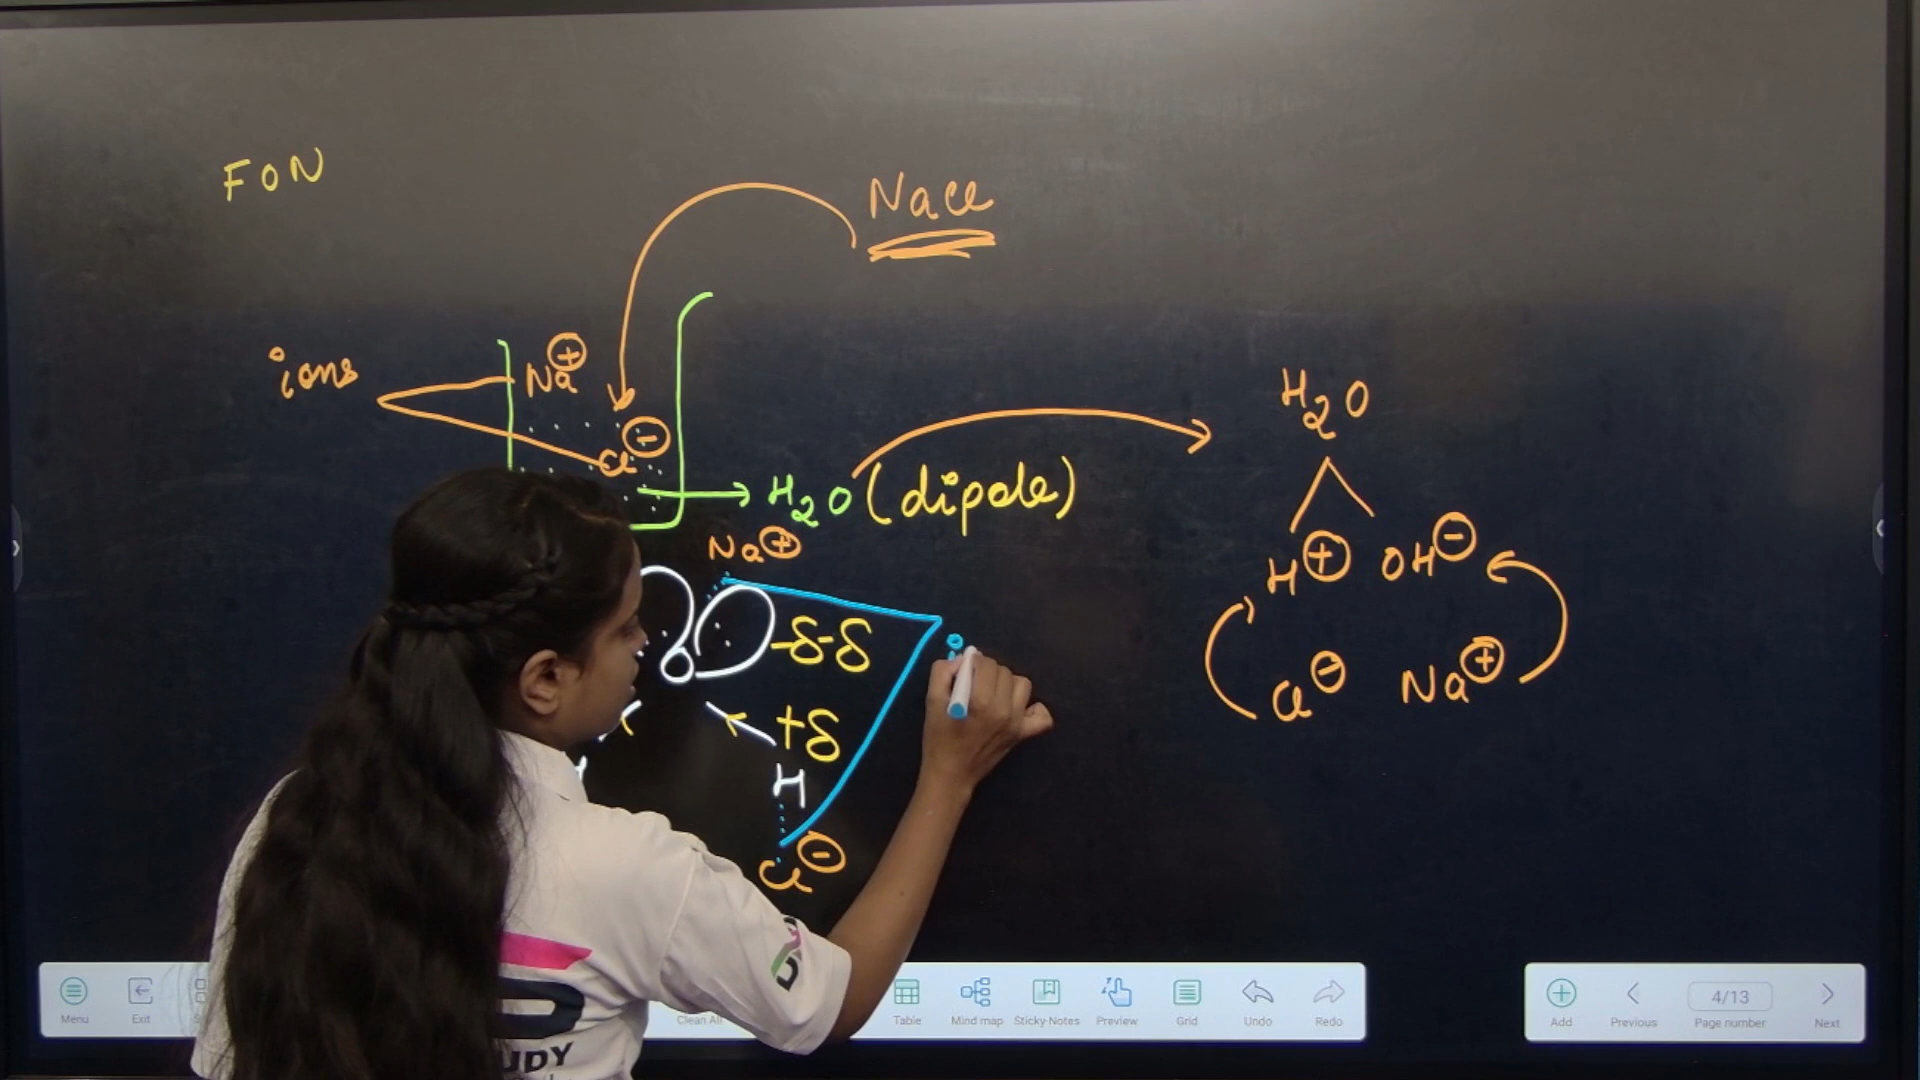 FON
NaCl
ions
Na⊕
Cl⊖
H₂O (dipole)
H₂O
H⊕ OH⊖
Cl⊖ Na⊕
Na⊕
O -δ-δ
+δ
H
Cl⊖
UDY
Menu
Exit
Clean All
Table
Mind map
Sticky-Notes
Preview
Grid
Undo
Redo
Add
Previous
4/13
Page number
Next